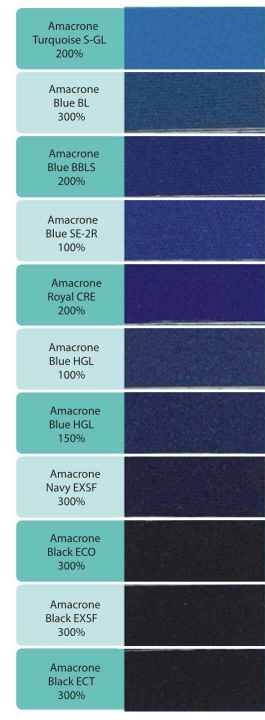 Amacrone
Turquoise S-GL
200%
Amacrone
Blue BL
300%
Amacrone
Blue BBLS
200%
Amacrone
Blue SE-2R
100%
Amacrone
Royal CRE
200%
Amacrone
Blue HGL
100%
Amacrone
Blue HGL
150%
Amacrone
Navy EXSF
300%
Amacrone
Black ECO
300%
Amacrone
Black EXSF
300%
Amacrone
Black ECT
300%